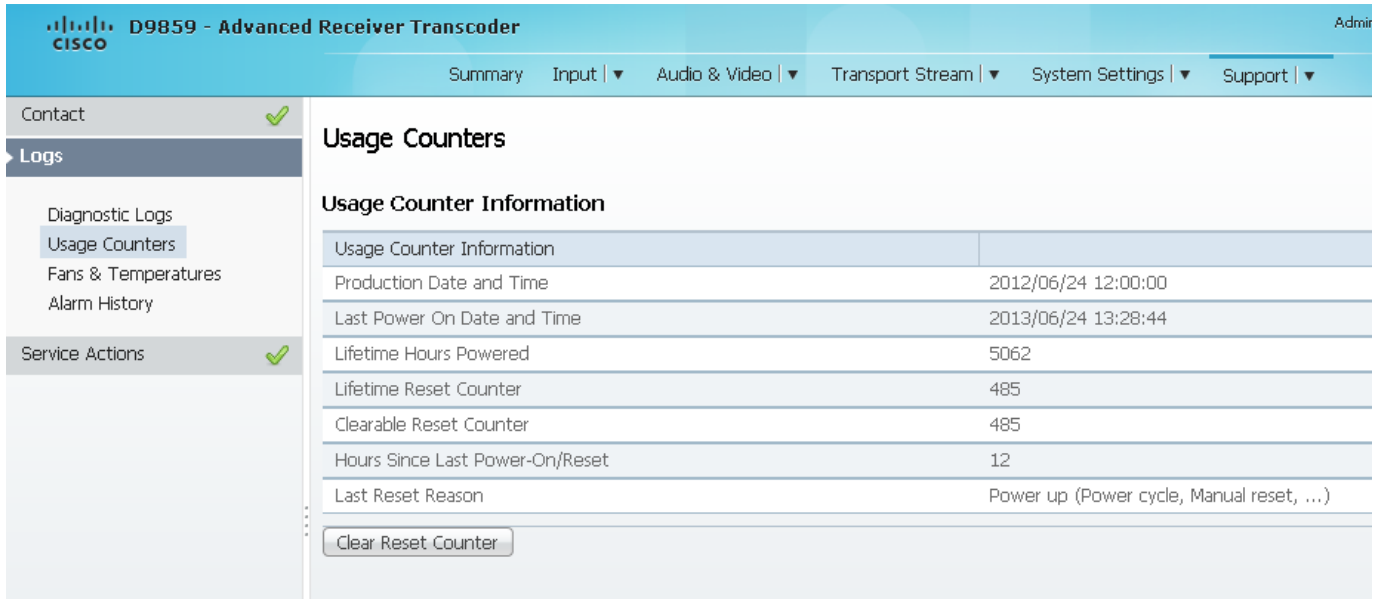 CISCO D9859 - Advanced Receiver Transcoder
Summary Input | ▼ Audio & Video | ▼ Transport Stream | ▼ System Settings | ▼ Support | ▼
Contact
Logs
Diagnostic Logs
Usage Counters
Fans & Temperatures
Alarm History
Service Actions
Usage Counters
Usage Counter Information
Usage Counter Information
Production Date and Time 2012/06/24 12:00:00
Last Power On Date and Time 2013/06/24 13:28:44
Lifetime Hours Powered 5062
Lifetime Reset Counter 485
Clearable Reset Counter 485
Hours Since Last Power-On/Reset 12
Last Reset Reason Power up (Power cycle, Manual reset, ...)
Clear Reset Counter